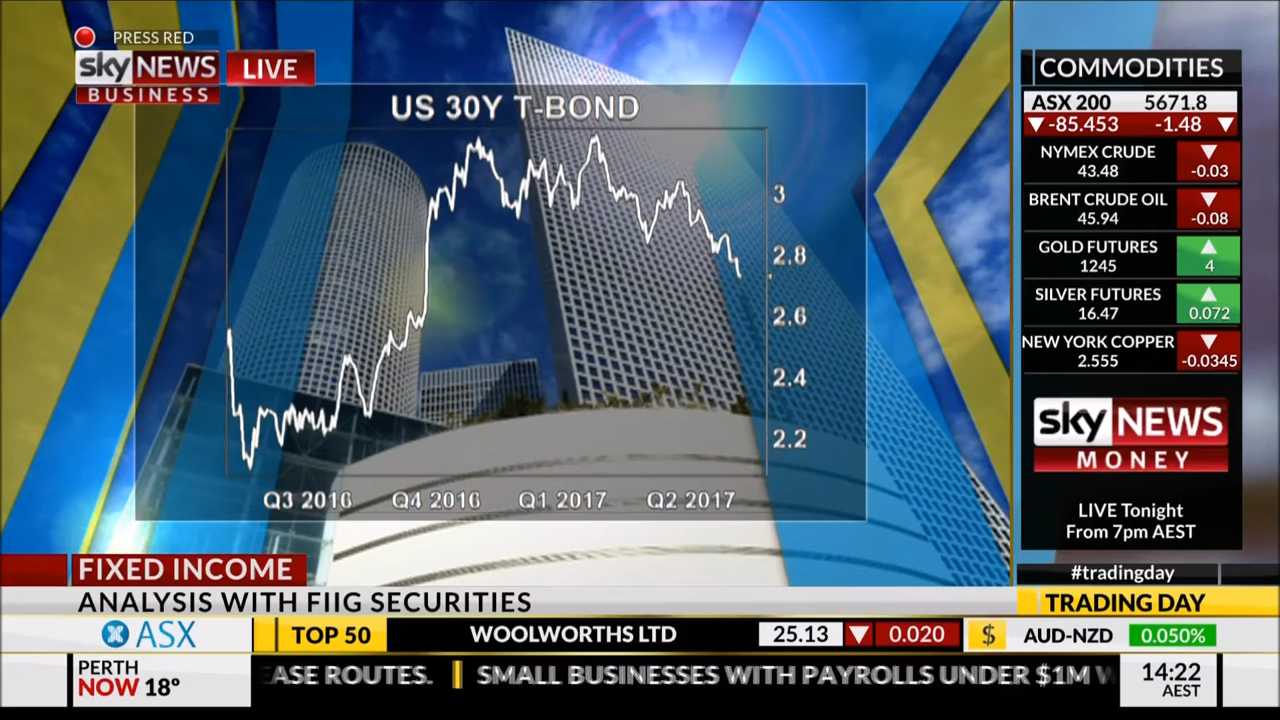 PRESS RED
sky NEWS
BUSINESS
LIVE
US 30Y T-BOND
3
2.8
2.6
2.4
2.2
Q3 2016 Q4 2016 Q1 2017 Q2 2017
COMMODITIES
ASX 200 5671.8
-85.453 -1.48
NYMEX CRUDE
43.48 -0.03
BRENT CRUDE OIL
45.94 -0.08
GOLD FUTURES
1245 4
SILVER FUTURES
16.47 0.072
NEW YORK COPPER
2.555 -0.0345
sky NEWS
MONEY
LIVE Tonight
From 7pm AEST
#tradingday
TRADING DAY
FIXED INCOME
ANALYSIS WITH FIIG SECURITIES
ASX TOP 50 WOOLWORTHS LTD 25.13 0.020 $ AUD-NZD 0.050%
PERTH
NOW 18°
EASE ROUTES. SMALL BUSINESSES WITH PAYROLLS UNDER $1M W
14:22
AEST